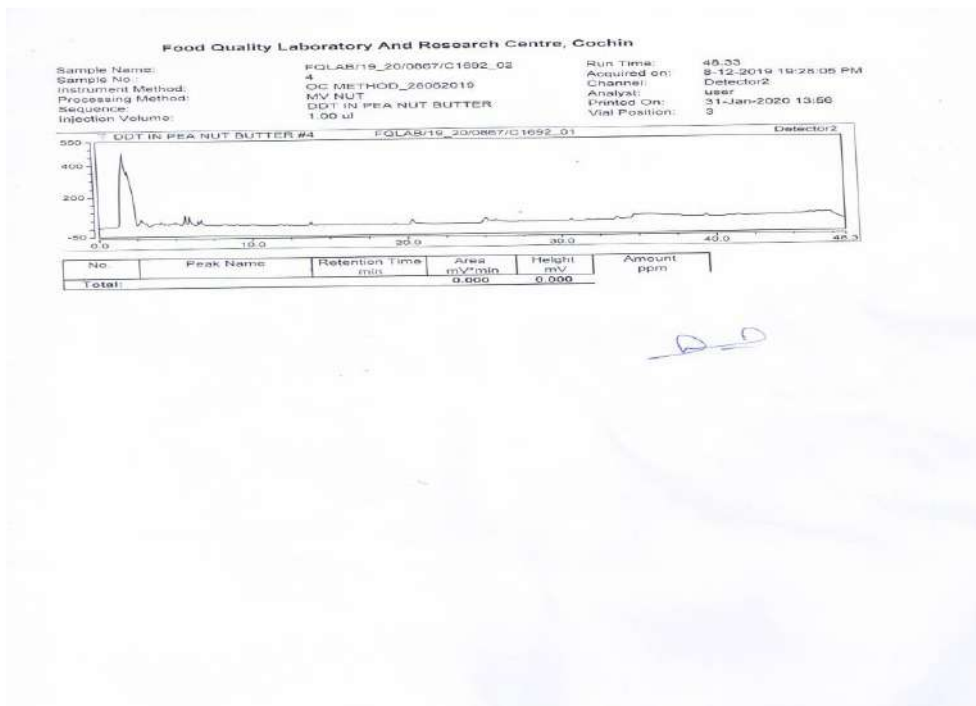 Food Quality Laboratory And Research Centre, Cochin
Sample Name: FQLAB/19_20/0867/C1692_02 Run Time: 48.33
Sample No.: 4 Acquired on: 8-12-2019 19:28:05 PM
Instrument Method: OC METHOD_26062019 Channel: Detector2
Processing Method: MV NUT Analyst: user
Sequence: DDT IN PEA NUT BUTTER Printed On: 31-Jan-2020 13:56
Injection Volume: 1.00 ul Vial Position: 3
DDT IN PEA NUT BUTTER #4 FQLAB/19_20/0867/C1692_01 Detector2
550
400
200
-50
0.0 10.0 20.0 30.0 40.0 48.3
No. Peak Name Retention Time Area Height Amount
min mV*min mV ppm
Total: 0.000 0.000